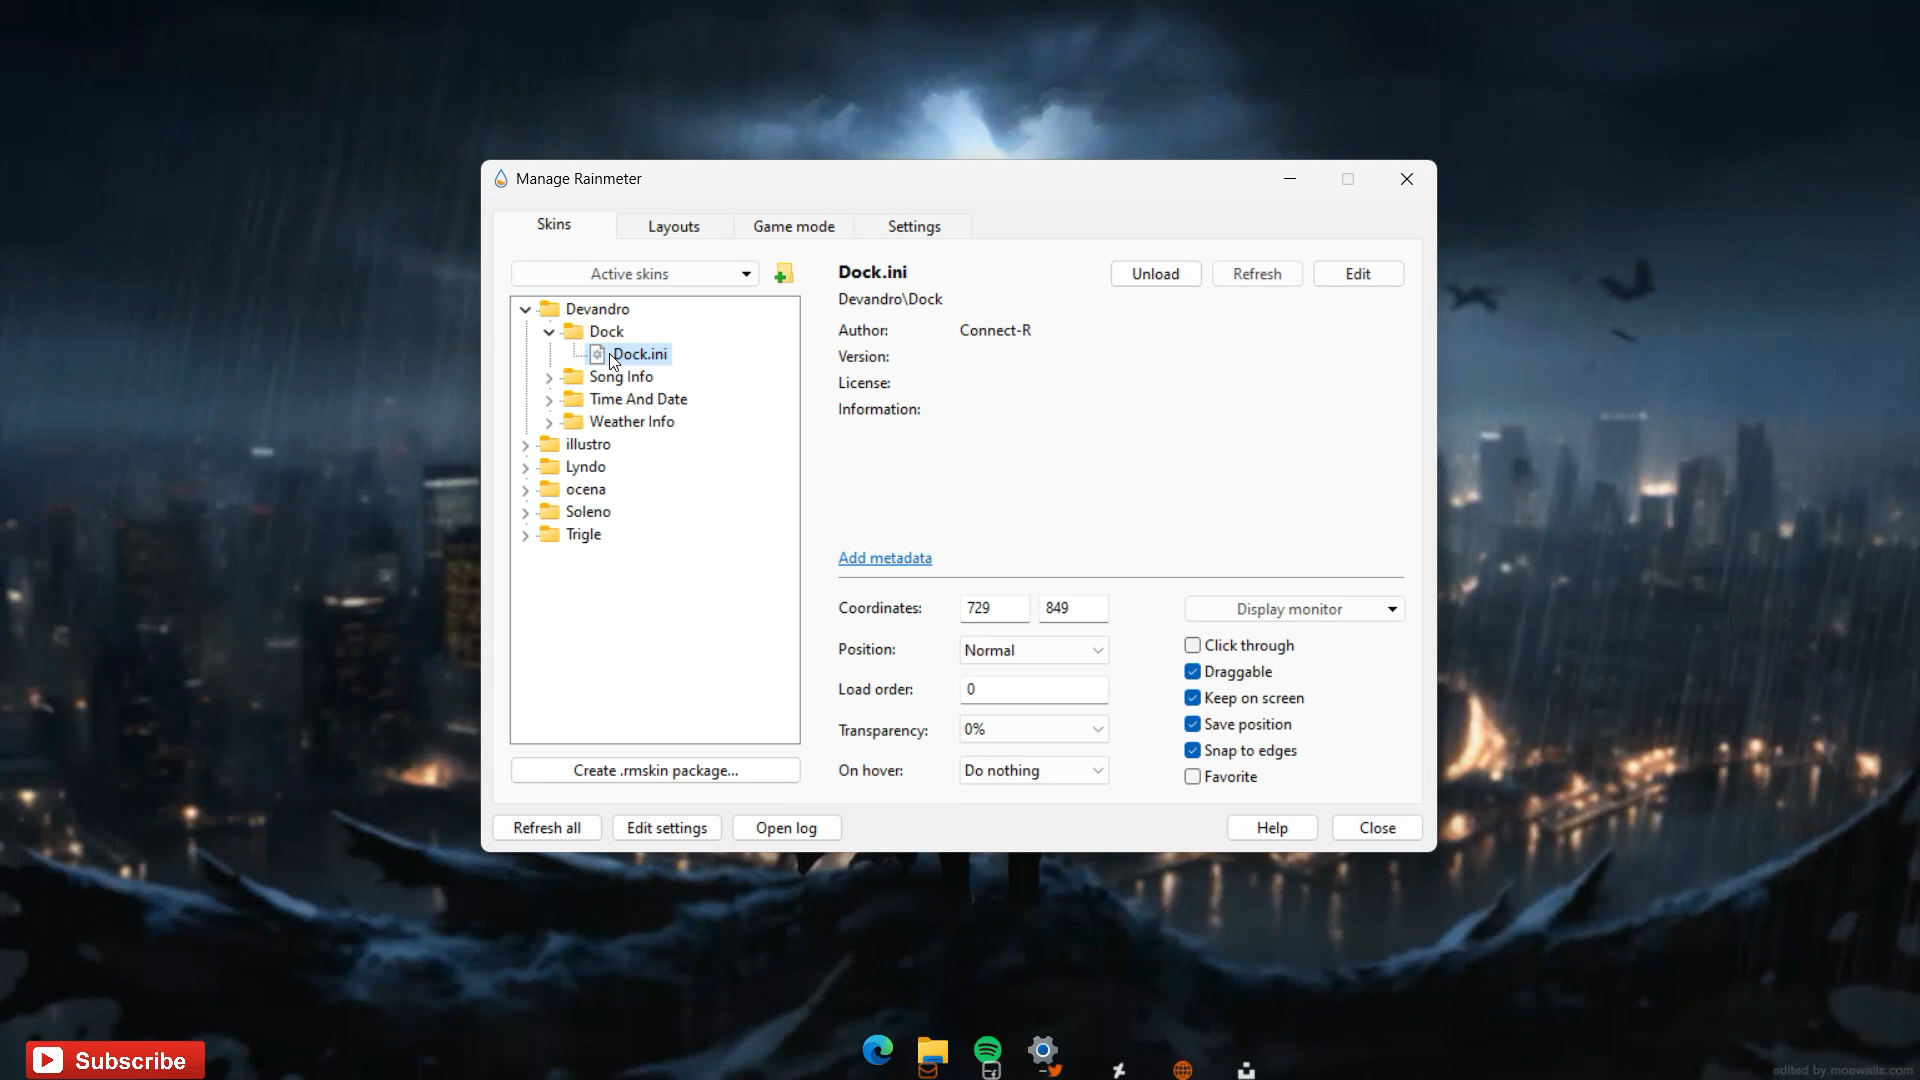 Manage Rainmeter
Skins
Layouts
Game mode
Settings
Active skins
Devandro
Dock
Dock.ini
Song Info
Time And Date
Weather Info
illustro
Lyndo
ocena
Soleno
Trigle
Create .rmskin package...
Dock.ini
Unload
Refresh
Edit
Devandro\Dock
Author: Connect-R
Version:
License:
Information:
Add metadata
Coordinates: 729 849
Display monitor
Position: Normal
Load order: 0
Transparency: 0%
On hover: Do nothing
Click through
Draggable
Keep on screen
Save position
Snap to edges
Favorite
Refresh all
Edit settings
Open log
Help
Close
Subscribe
edited by moewalls.com